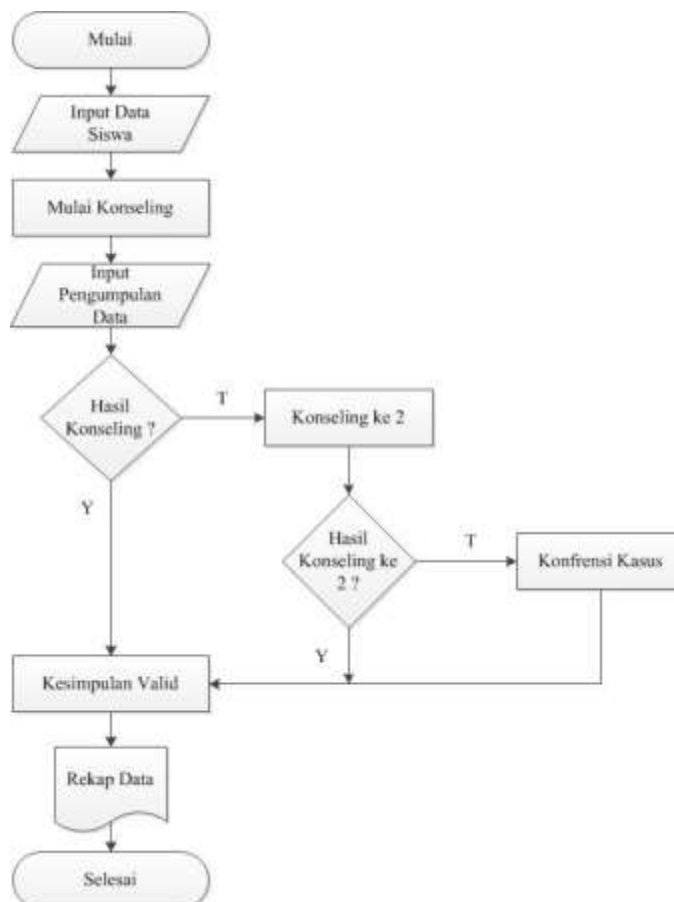 Mulai
Input Data
Siswa
Mulai Konseling
Input
Pengumpulan
Data
Hasil
Konseling ?
T
Konseling ke 2
Y
Hasil
Konseling ke
2 ?
T
Konfrensi Kasus
Y
Kesimpulan Valid
Rekap Data
Selesai